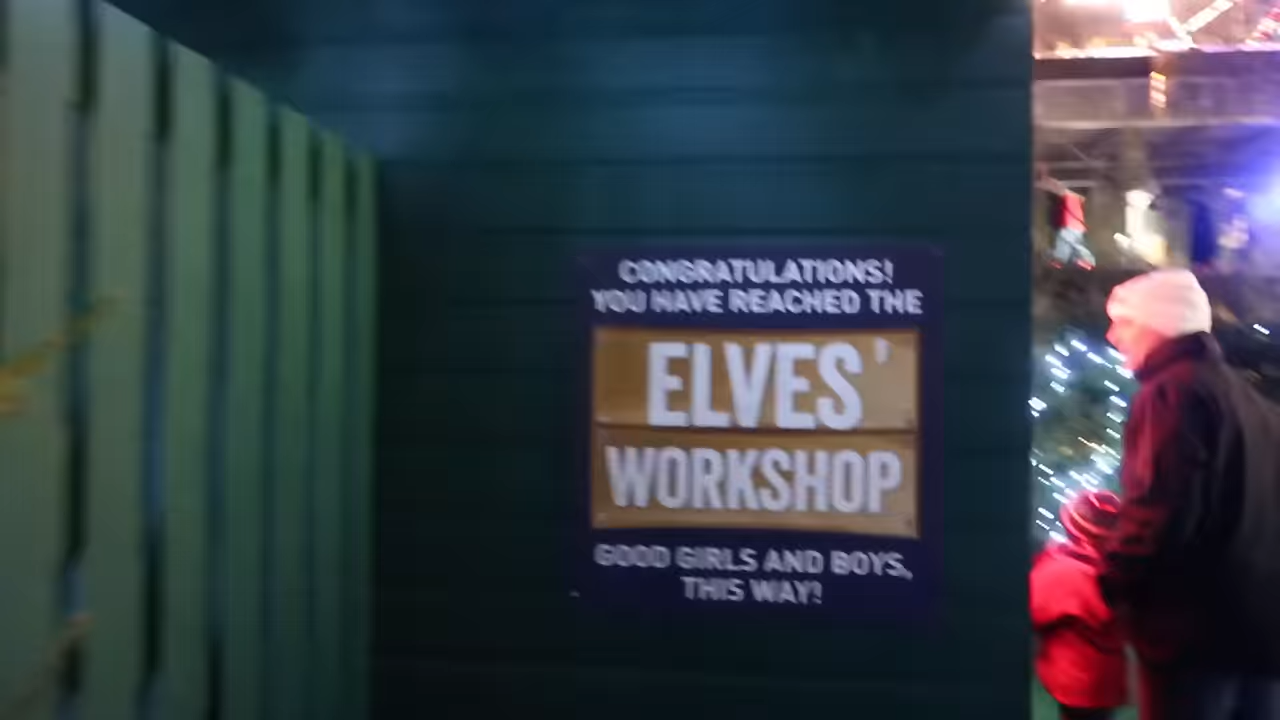 CONGRATULATIONS!
YOU HAVE REACHED THE
ELVES'
WORKSHOP
GOOD GIRLS AND BOYS,
THIS WAY!